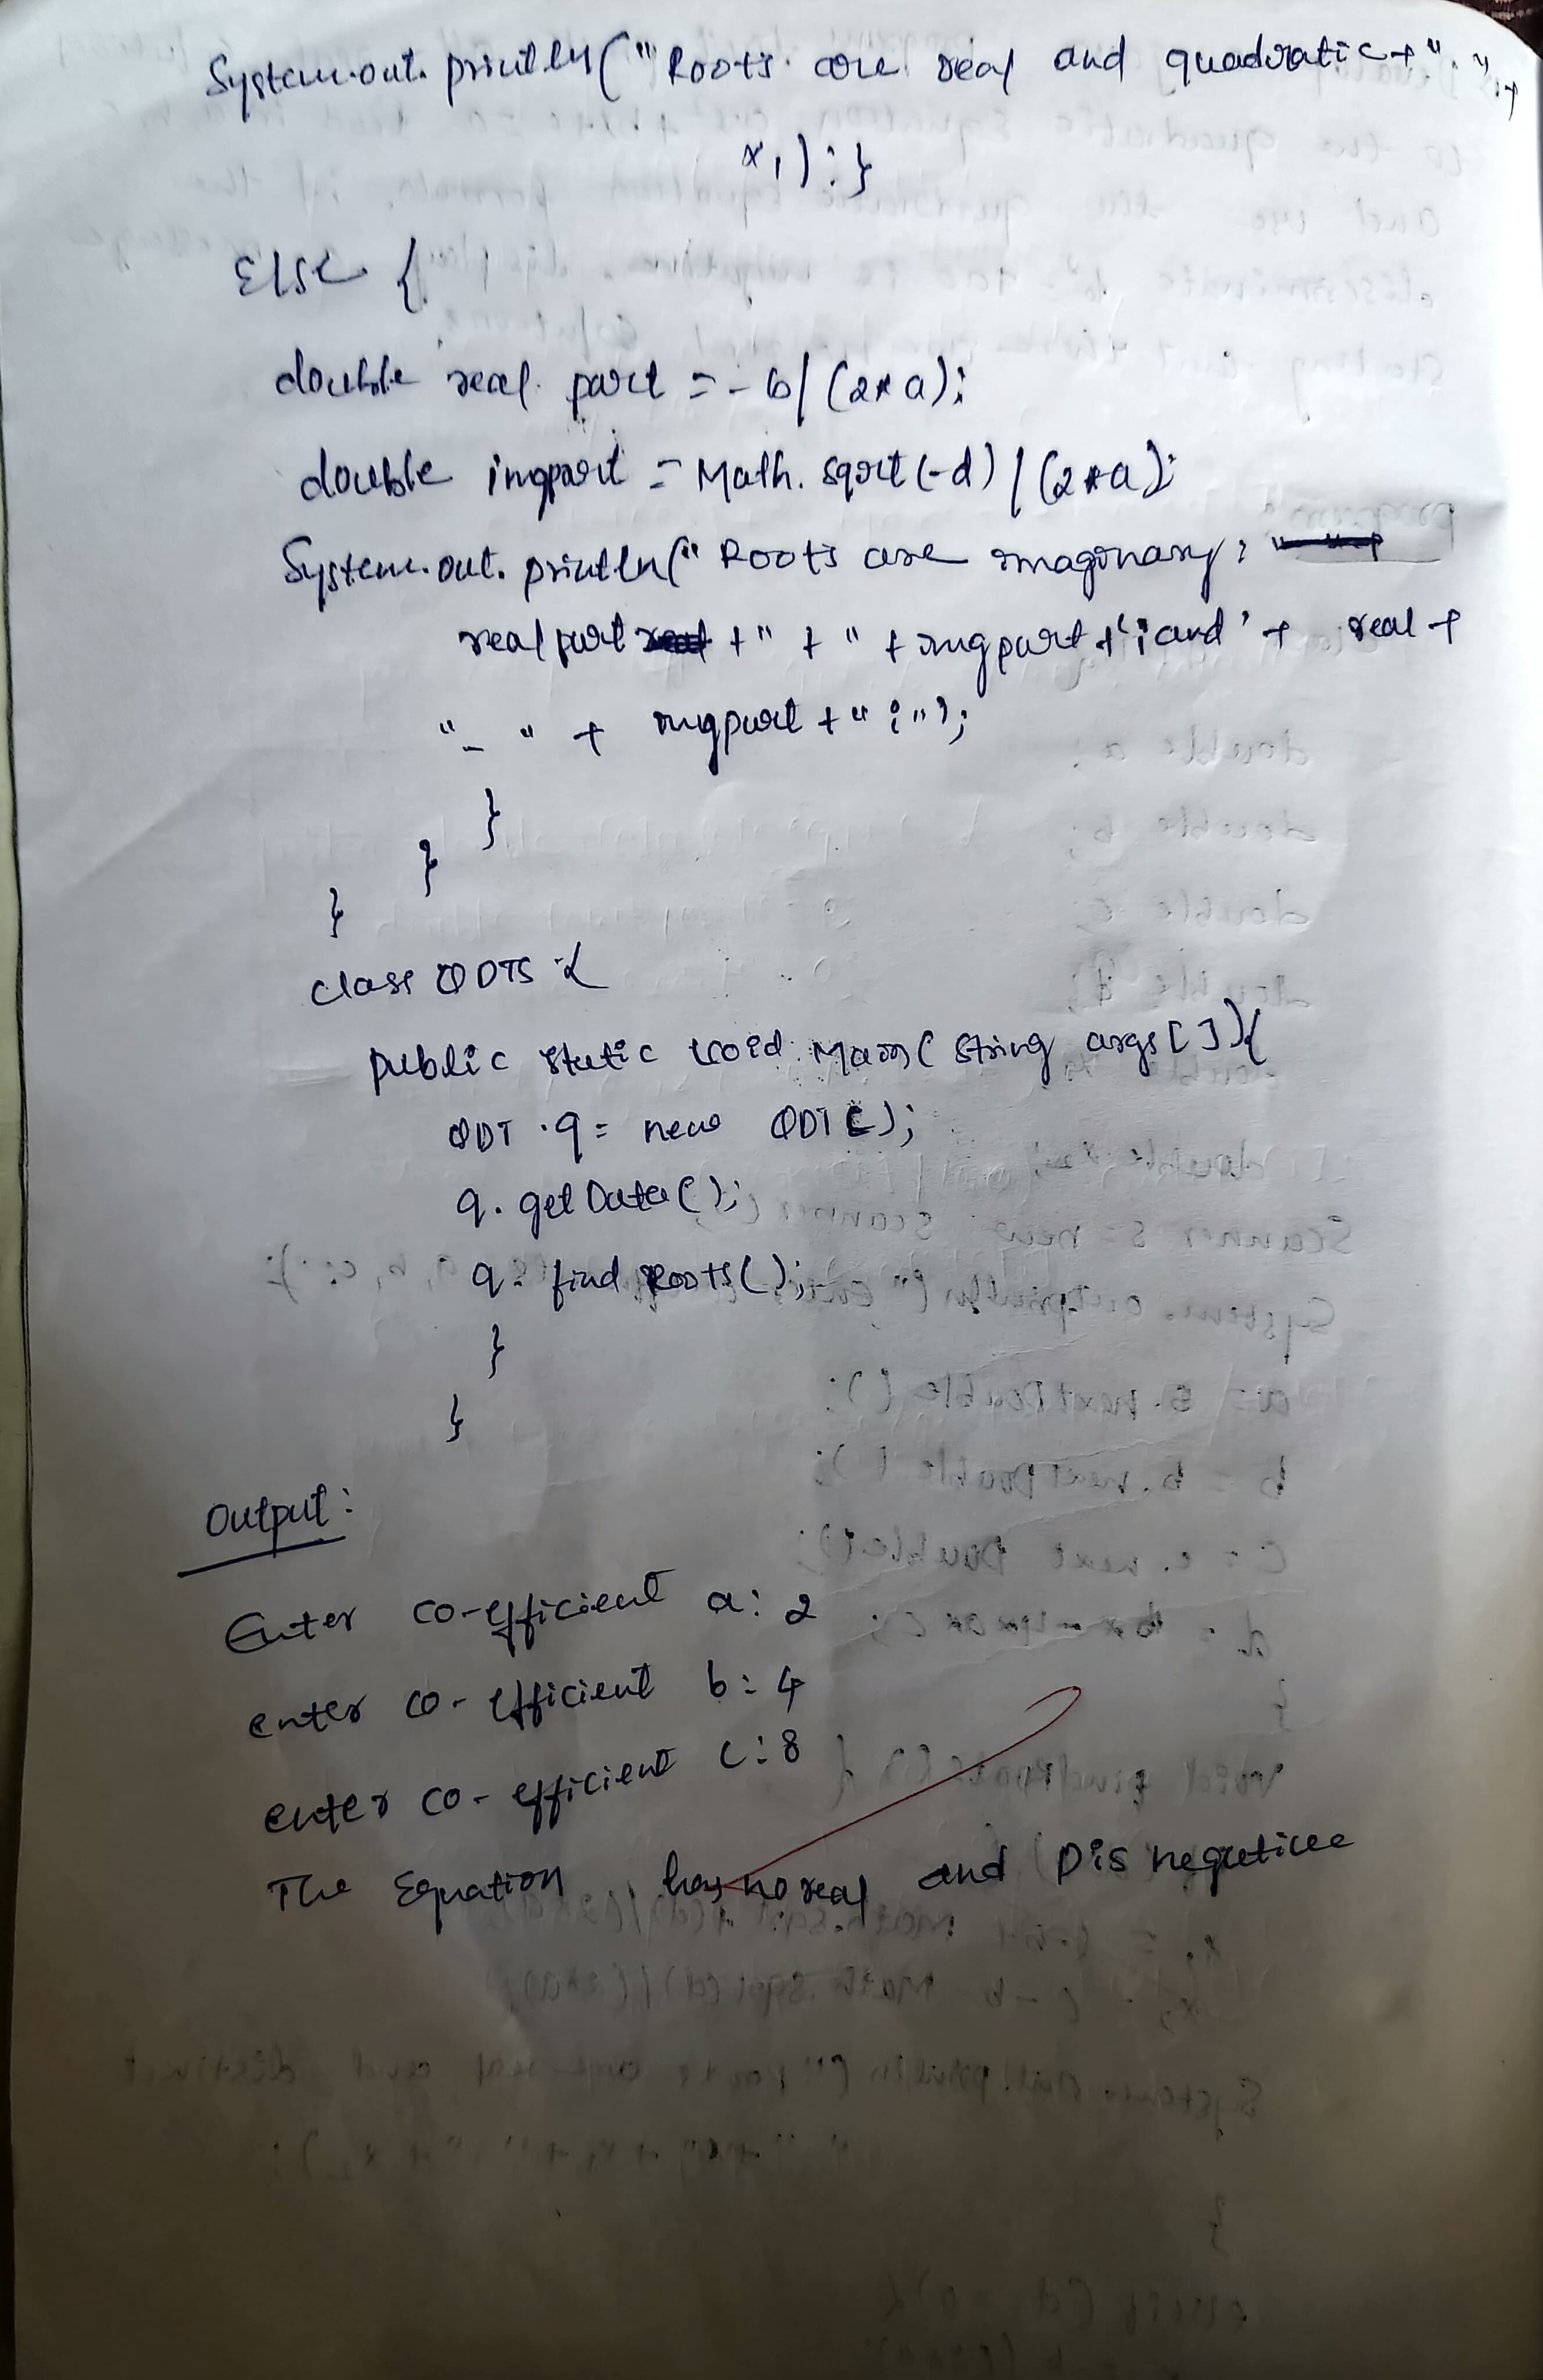 System.out.println("Roots are real and quadratic+" "+
x1);}
Else {
double real part = -b/(2*a);
double imgpart = Math.sqrt(-d)/(2*a);
System.out.println("Roots are imaginary:
realpart +" + " + imgpart +'i and' + real +
"- " + imgpart + "i");
}
}
}
class QDTS {
public static void Main(String args[]){
QDT q= new QDT();
q.getData();
q.findRoots();
}
}
Output:
Enter co-efficient a: 2
enter co-efficient b: 4
enter co-efficient c: 8
The Equation has no real and D is negative